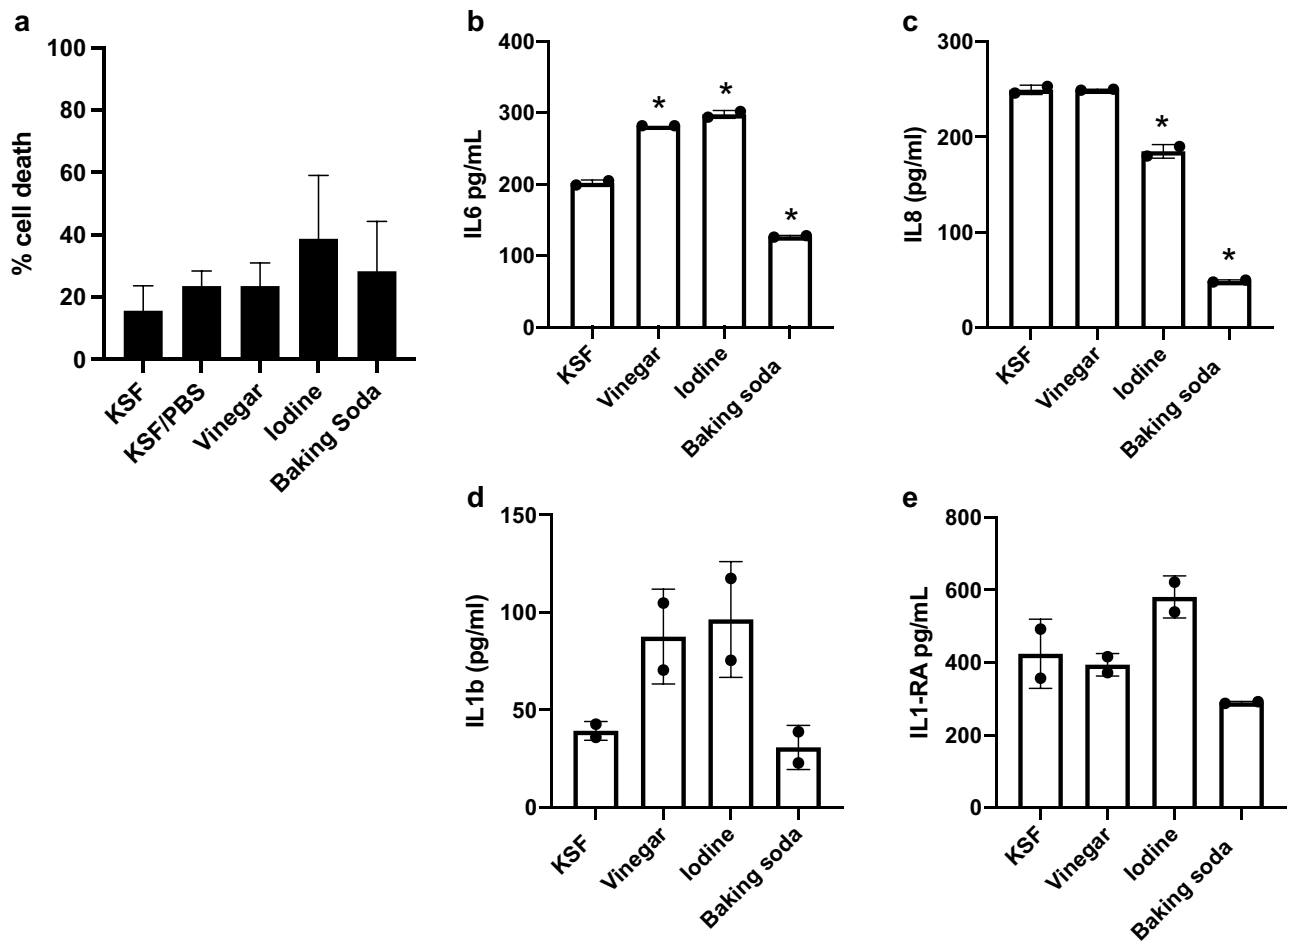 a
% cell death
100
80
60
40
20
0
KSF
KSF/PBS
Vinegar
Iodine
Baking Soda
b
IL6 pg/mL
400
300
200
100
0
*
*
*
KSF
Vinegar
Iodine
Baking soda
c
IL8 (pg/ml)
300
200
100
0
*
*
KSF
Vinegar
Iodine
Baking soda
d
IL1b (pg/ml)
150
100
50
0
KSF
Vinegar
Iodine
Baking soda
e
IL1-RA pg/mL
800
600
400
200
0
KSF
Vinegar
Iodine
Baking soda